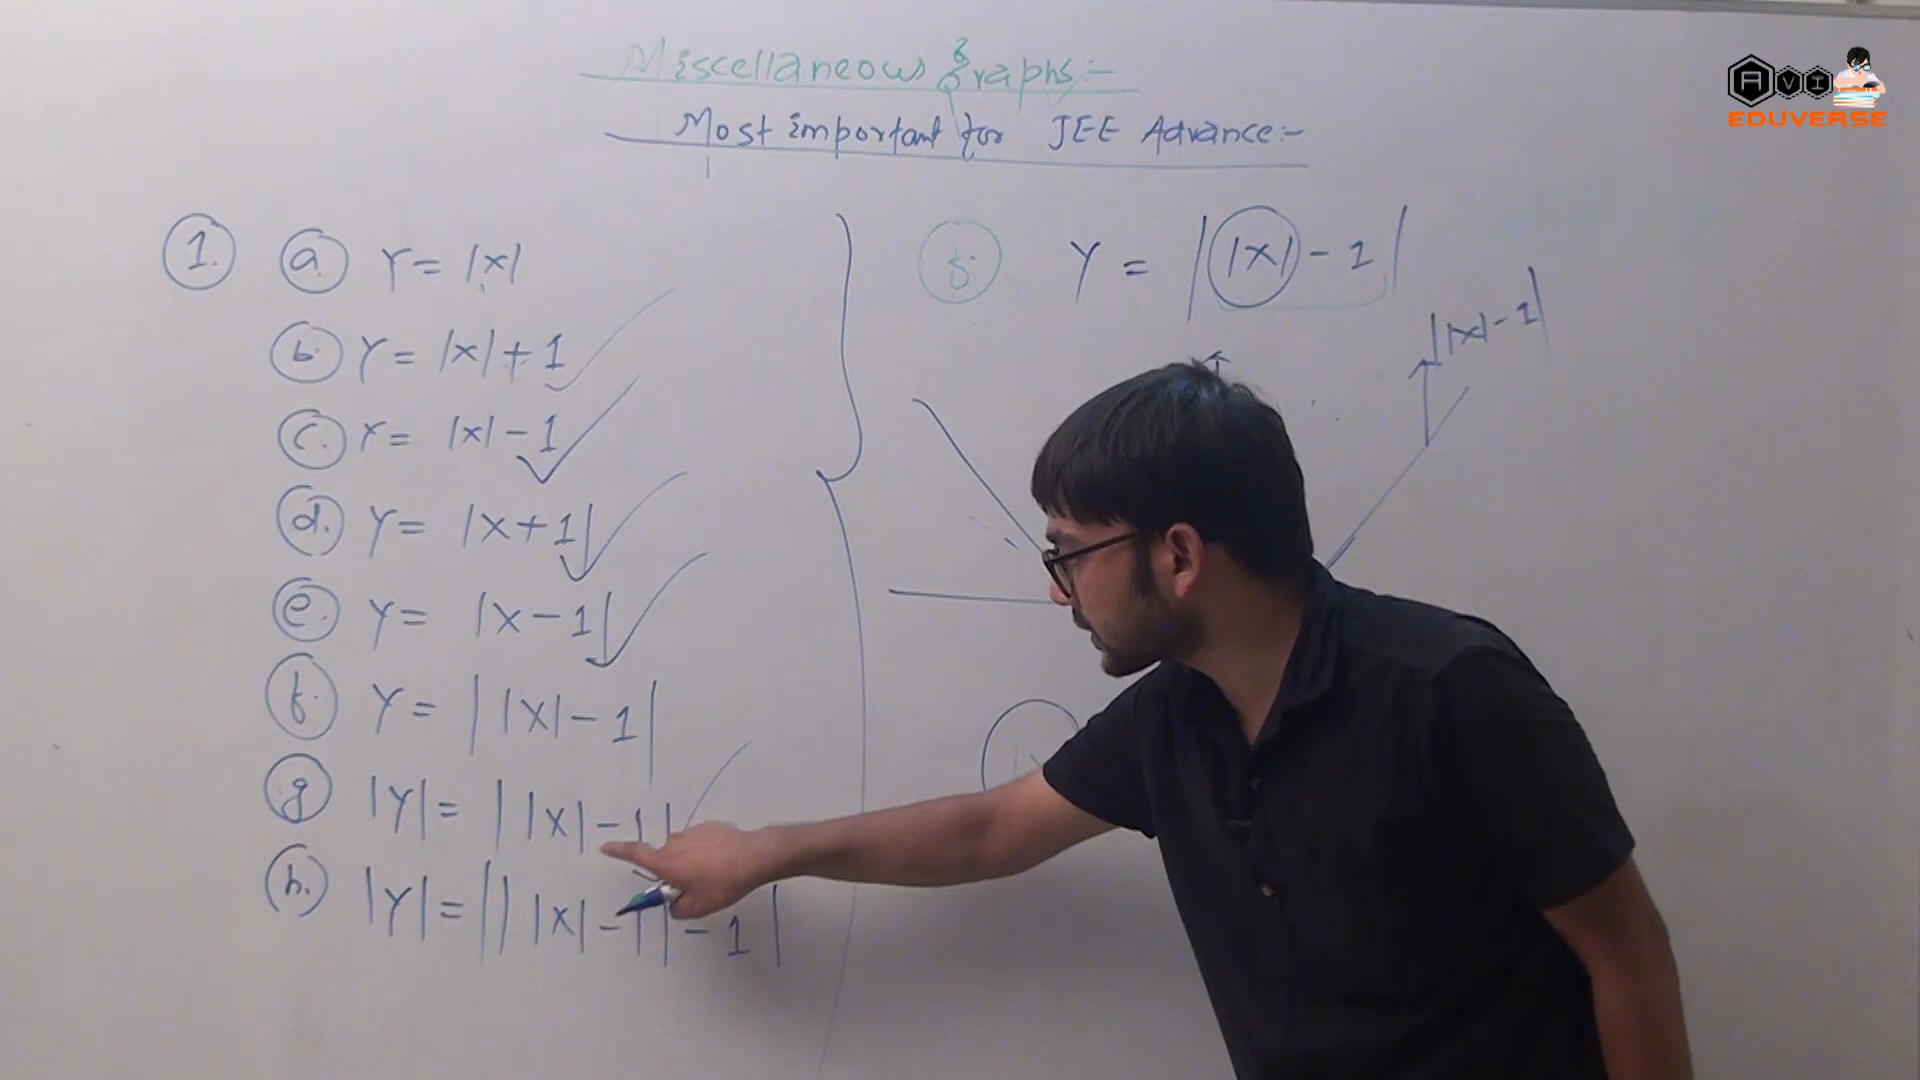 Miscellaneous Graphs:-
Most important for JEE Advance:-
AVI
EDUVERSE
1. a. Y = |x|
b. Y = |x| + 1
c. Y = |x| - 1
d. Y = |x+1|
e. Y = |x-1|
f. Y = ||x|-1|
g |Y| = ||x|-1|
h. |Y| = |||x|-1|-1|
f Y = ||x|-1|
||x|-1|